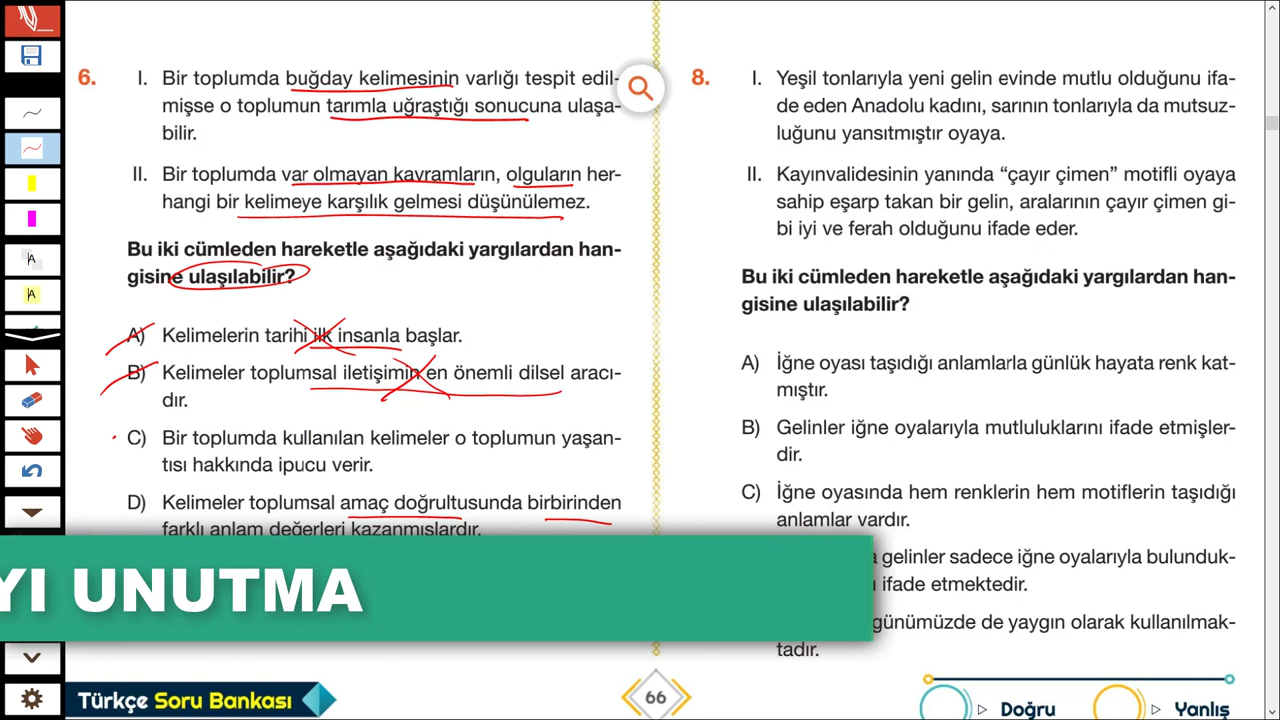 6.
I. Bir toplumda buğday kelimesinin varlığı tespit edil-
mişse o toplumun tarımla uğraştığı sonucuna ulaşa-
bilir.
II. Bir toplumda var olmayan kavramların, olguların her-
hangi bir kelimeye karşılık gelmesi düşünülemez.
Bu iki cümleden hareketle aşağıdaki yargılardan han-
gisine ulaşılabilir?
A) Kelimelerin tarihi ilk insanla başlar.
B) Kelimeler toplumsal iletişimin en önemli dilsel aracı-
dır.
C) Bir toplumda kullanılan kelimeler o toplumun yaşan-
tısı hakkında ipucu verir.
D) Kelimeler toplumsal amaç doğrultusunda birbirinden
farklı anlam değerleri kazanmışlardır.
YI UNUTMA
Türkçe Soru Bankası
66
8.
I. Yeşil tonlarıyla yeni gelin evinde mutlu olduğunu ifa-
de eden Anadolu kadını, sarının tonlarıyla da mutsuz-
luğunu yansıtmıştır oyaya.
II. Kayınvalidesinin yanında “çayır çimen” motifli oyaya
sahip eşarp takan bir gelin, aralarının çayır çimen gi-
bi iyi ve ferah olduğunu ifade eder.
Bu iki cümleden hareketle aşağıdaki yargılardan han-
gisine ulaşılabilir?
A) İğne oyası taşıdığı anlamlarla günlük hayata renk kat-
mıştır.
B) Gelinler iğne oyalarıyla mutluluklarını ifade etmişler-
dir.
C) İğne oyasında hem renklerin hem motiflerin taşıdığı
anlamlar vardır.
gelinler sadece iğne oyalarıyla bulunduk-
ifade etmektedir.
günümüzde de yaygın olarak kullanılmak-
tadır.
Doğru
Yanlış